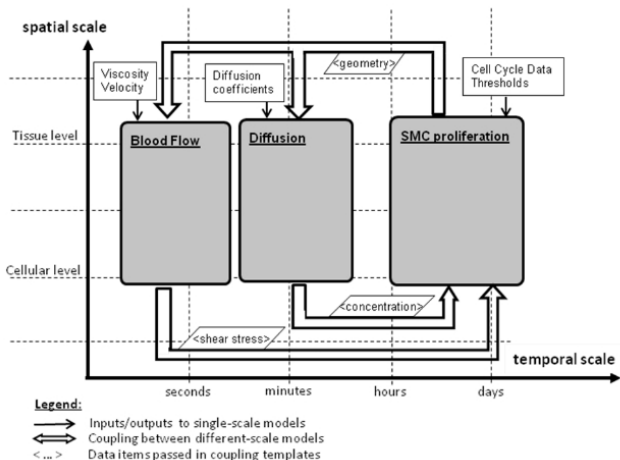 spatial scale
<geometry>
Viscosity
Velocity
Diffusion
coefficients
Cell Cycle Data
Thresholds
Tissue level
Blood Flow
Diffusion
SMC proliferation
Cellular level
<concentration>
<shear stress>
temporal scale
seconds
minutes
hours
days
Legend:
Inputs/outputs to single-scale models
Coupling between different-scale models
< ... > Data items passed in coupling templates